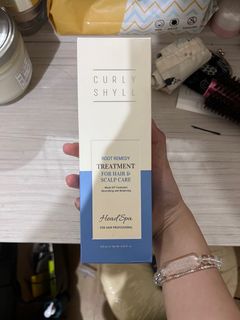 CURLY
SHYLL
ROOT REMEDY
TREATMENT
FOR HAIR &
SCALP CARE
Head Spa
FOR HAIR PROFESSIONAL